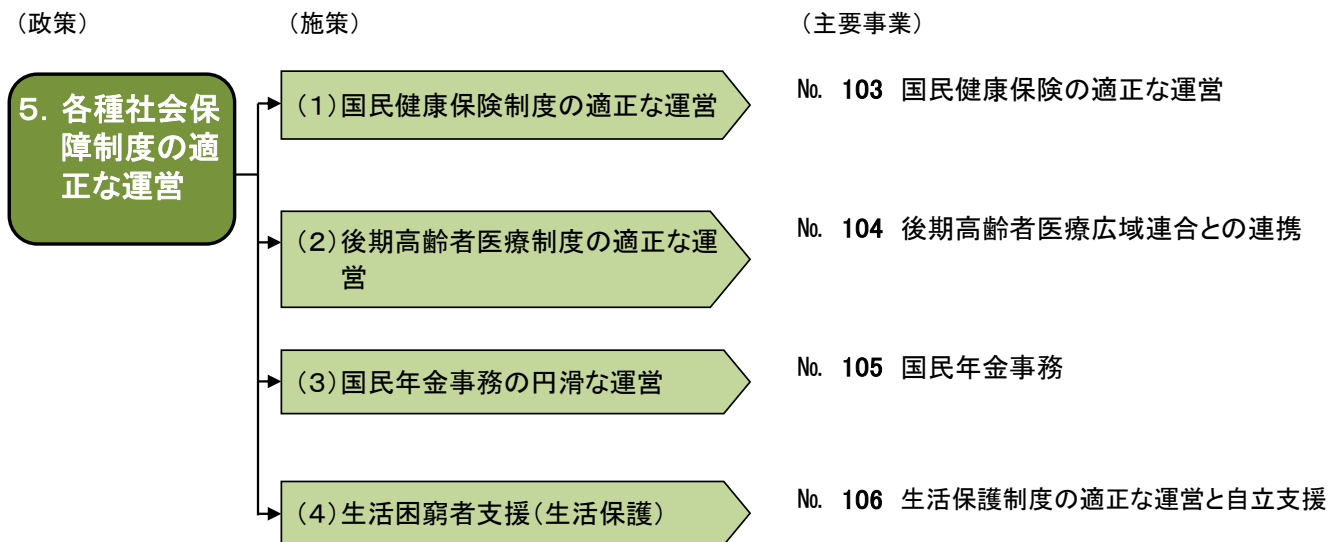 （政策）
（施策）
（主要事業）
５．各種社会保
障制度の適
正な運営
（１）国民健康保険制度の適正な運営
№ 103 国民健康保険の適正な運営
（２）後期高齢者医療制度の適正な運
営
№ 104 後期高齢者医療広域連合との連携
（３）国民年金事務の円滑な運営
№ 105 国民年金事務
（４）生活困窮者支援（生活保護）
№ 106 生活保護制度の適正な運営と自立支援